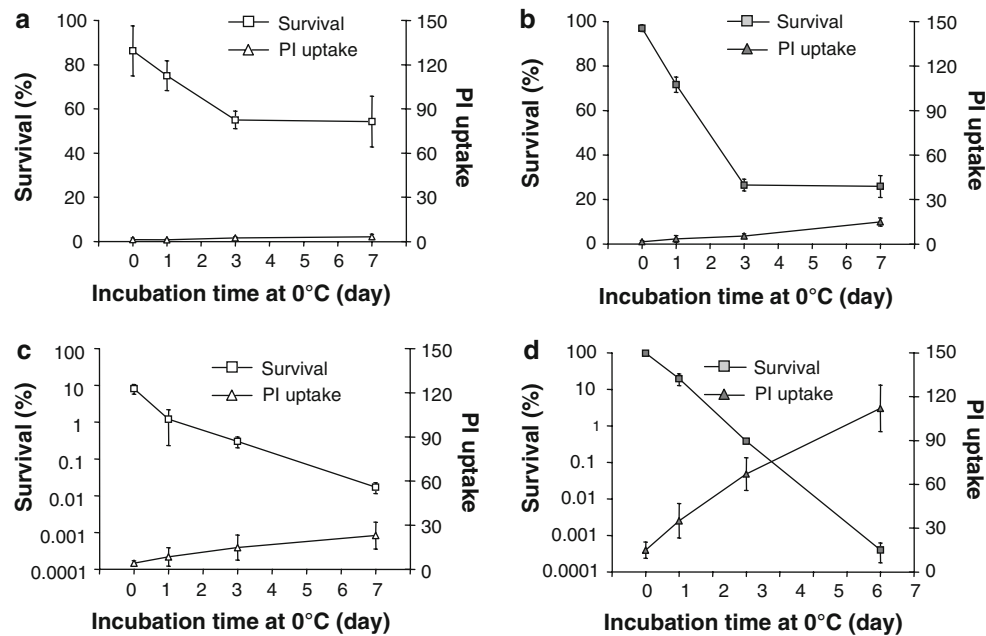 a
Survival
PI uptake
Survival (%)
100
80
60
40
20
0
150
120
90
60
30
0
PI uptake
0 1 2 3 4 5 6 7
Incubation time at 0°C (day)
b
Survival
PI uptake
Survival (%)
100
80
60
40
20
0
150
120
90
60
30
0
PI uptake
0 1 2 3 4 5 6 7
Incubation time at 0°C (day)
c
Survival
PI uptake
Survival (%)
100
10
1
0.1
0.01
0.001
0.0001
150
120
90
60
30
0
PI uptake
0 1 2 3 4 5 6 7
Incubation time at 0°C (day)
d
Survival
PI uptake
Survival (%)
100
10
1
0.1
0.01
0.001
0.0001
150
120
90
60
30
0
PI uptake
0 1 2 3 4 5 6 7
Incubation time at 0°C (day)